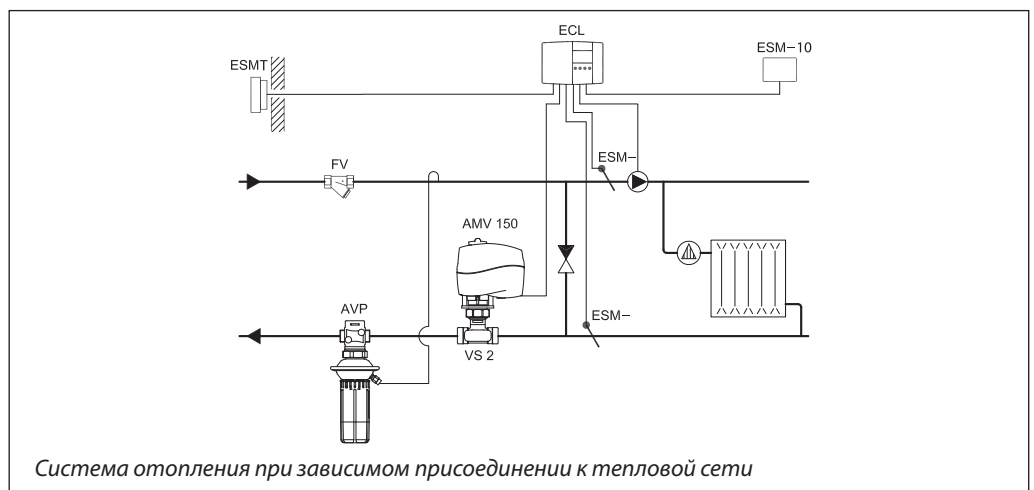 ECL
ESM-10
ESMT
FV
ESM-
AMV 150
AVP
ESM-
VS 2
Система отопления при зависимом присоединении к тепловой сети